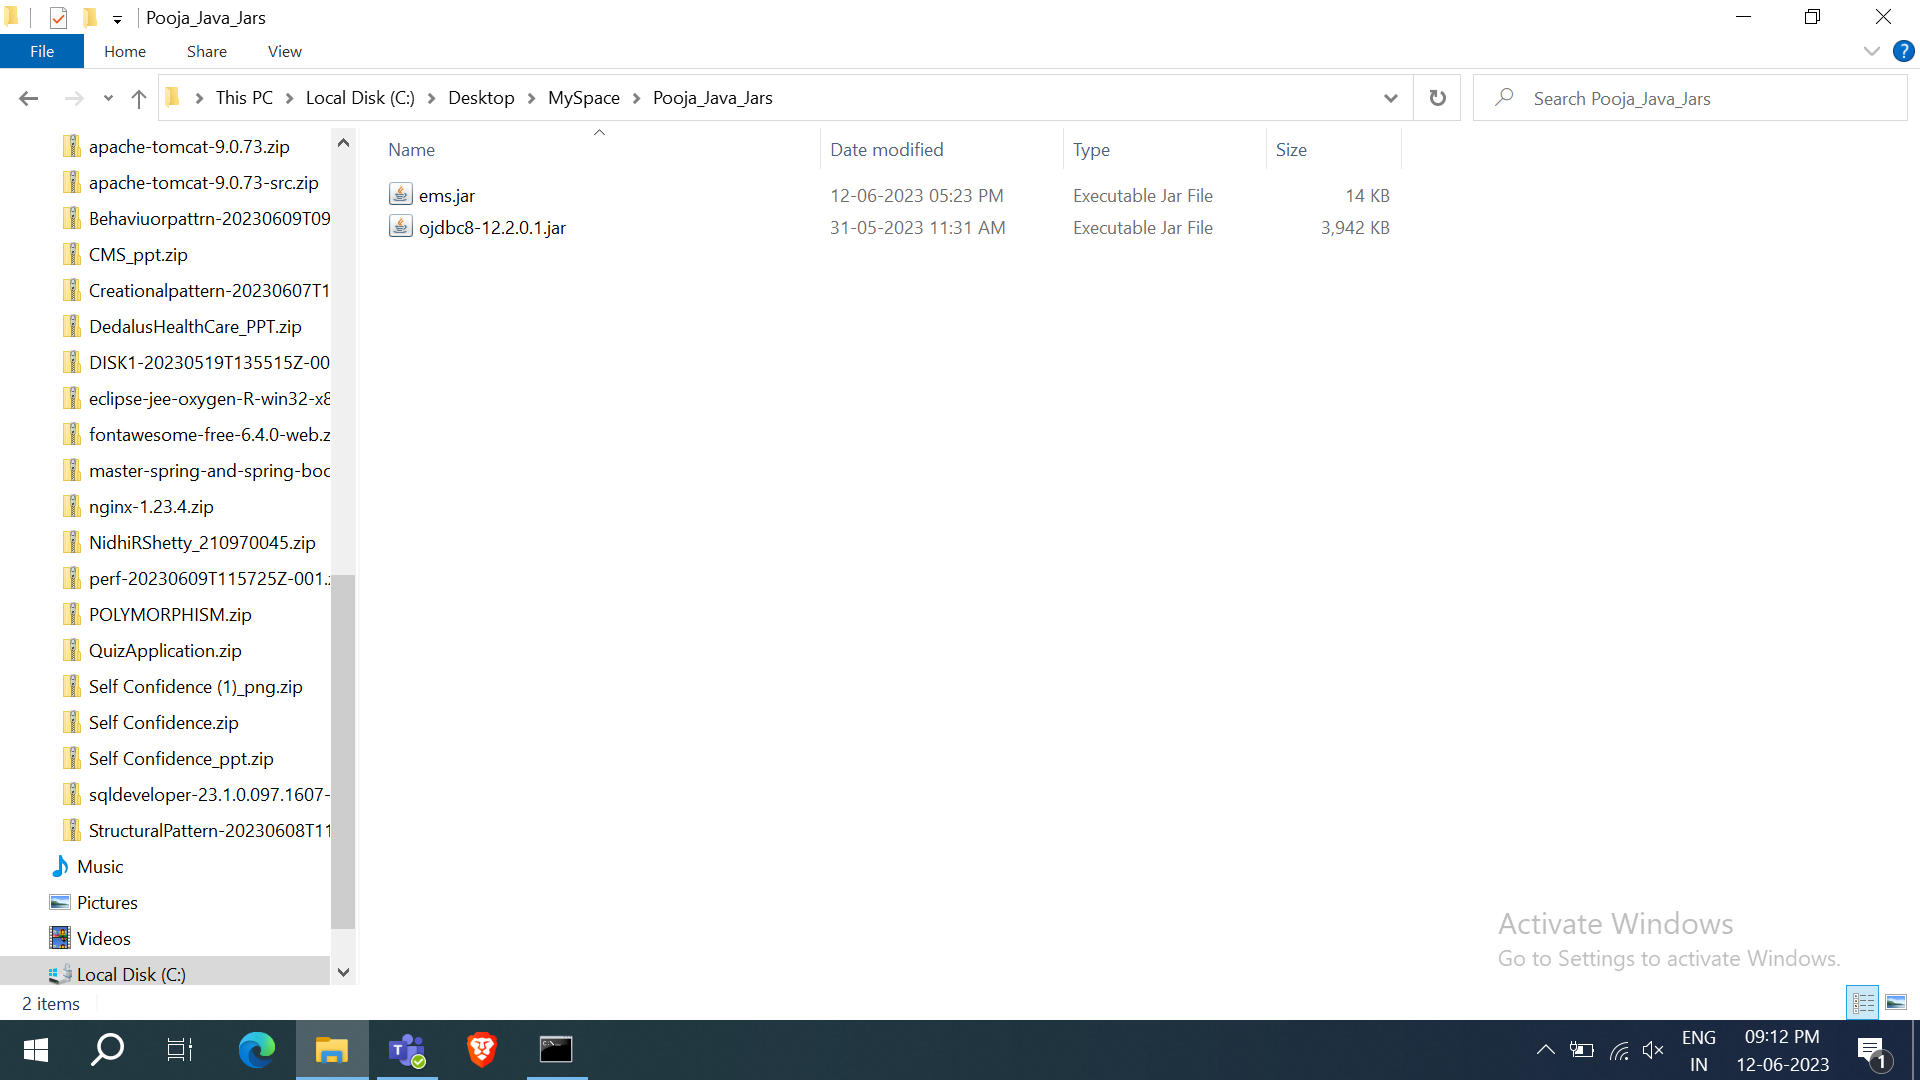 Pooja_Java_Jars
File Home Share View
This PC Local Disk (C:) Desktop MySpace Pooja_Java_Jars
Search Pooja_Java_Jars
apache-tomcat-9.0.73.zip
apache-tomcat-9.0.73-src.zip
Behaviuorpattrn-20230609T09
CMS_ppt.zip
Creationalpattern-20230607T1
DedalusHealthCare_PPT.zip
DISK1-20230519T135515Z-00
eclipse-jee-oxygen-R-win32-x8
fontawesome-free-6.4.0-web.z
master-spring-and-spring-boo
nginx-1.23.4.zip
NidhiRShetty_210970045.zip
perf-20230609T115725Z-001.z
POLYMORPHISM.zip
QuizApplication.zip
Self Confidence (1)_png.zip
Self Confidence.zip
Self Confidence_ppt.zip
sqldeveloper-23.1.0.097.1607-
StructuralPattern-20230608T11
Music
Pictures
Videos
Local Disk (C:)
Name Date modified Type Size
ems.jar 12-06-2023 05:23 PM Executable Jar File 14 KB
ojdbc8-12.2.0.1.jar 31-05-2023 11:31 AM Executable Jar File 3,942 KB
Activate Windows
Go to Settings to activate Windows.
2 items
ENG
IN
09:12 PM
12-06-2023
1